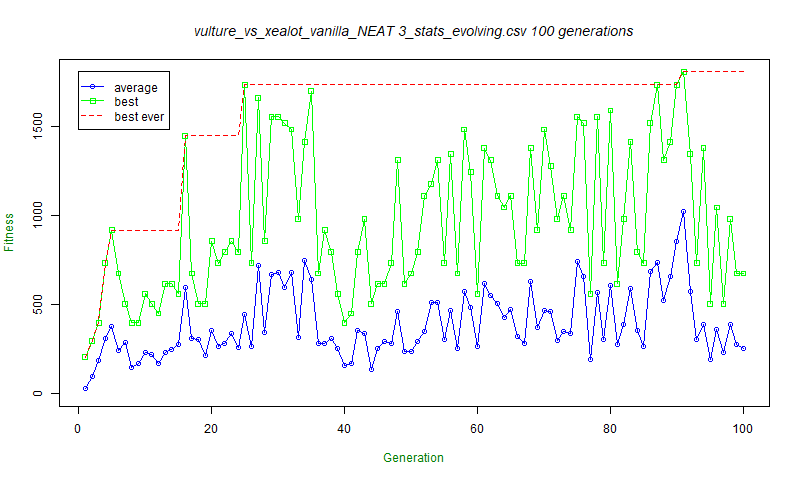 vulture_vs_xealot_vanilla_NEAT 3_stats_evolving.csv 100 generations
average
best
best ever
Fitness
0
500
1000
1500
0
20
40
60
80
100
Generation